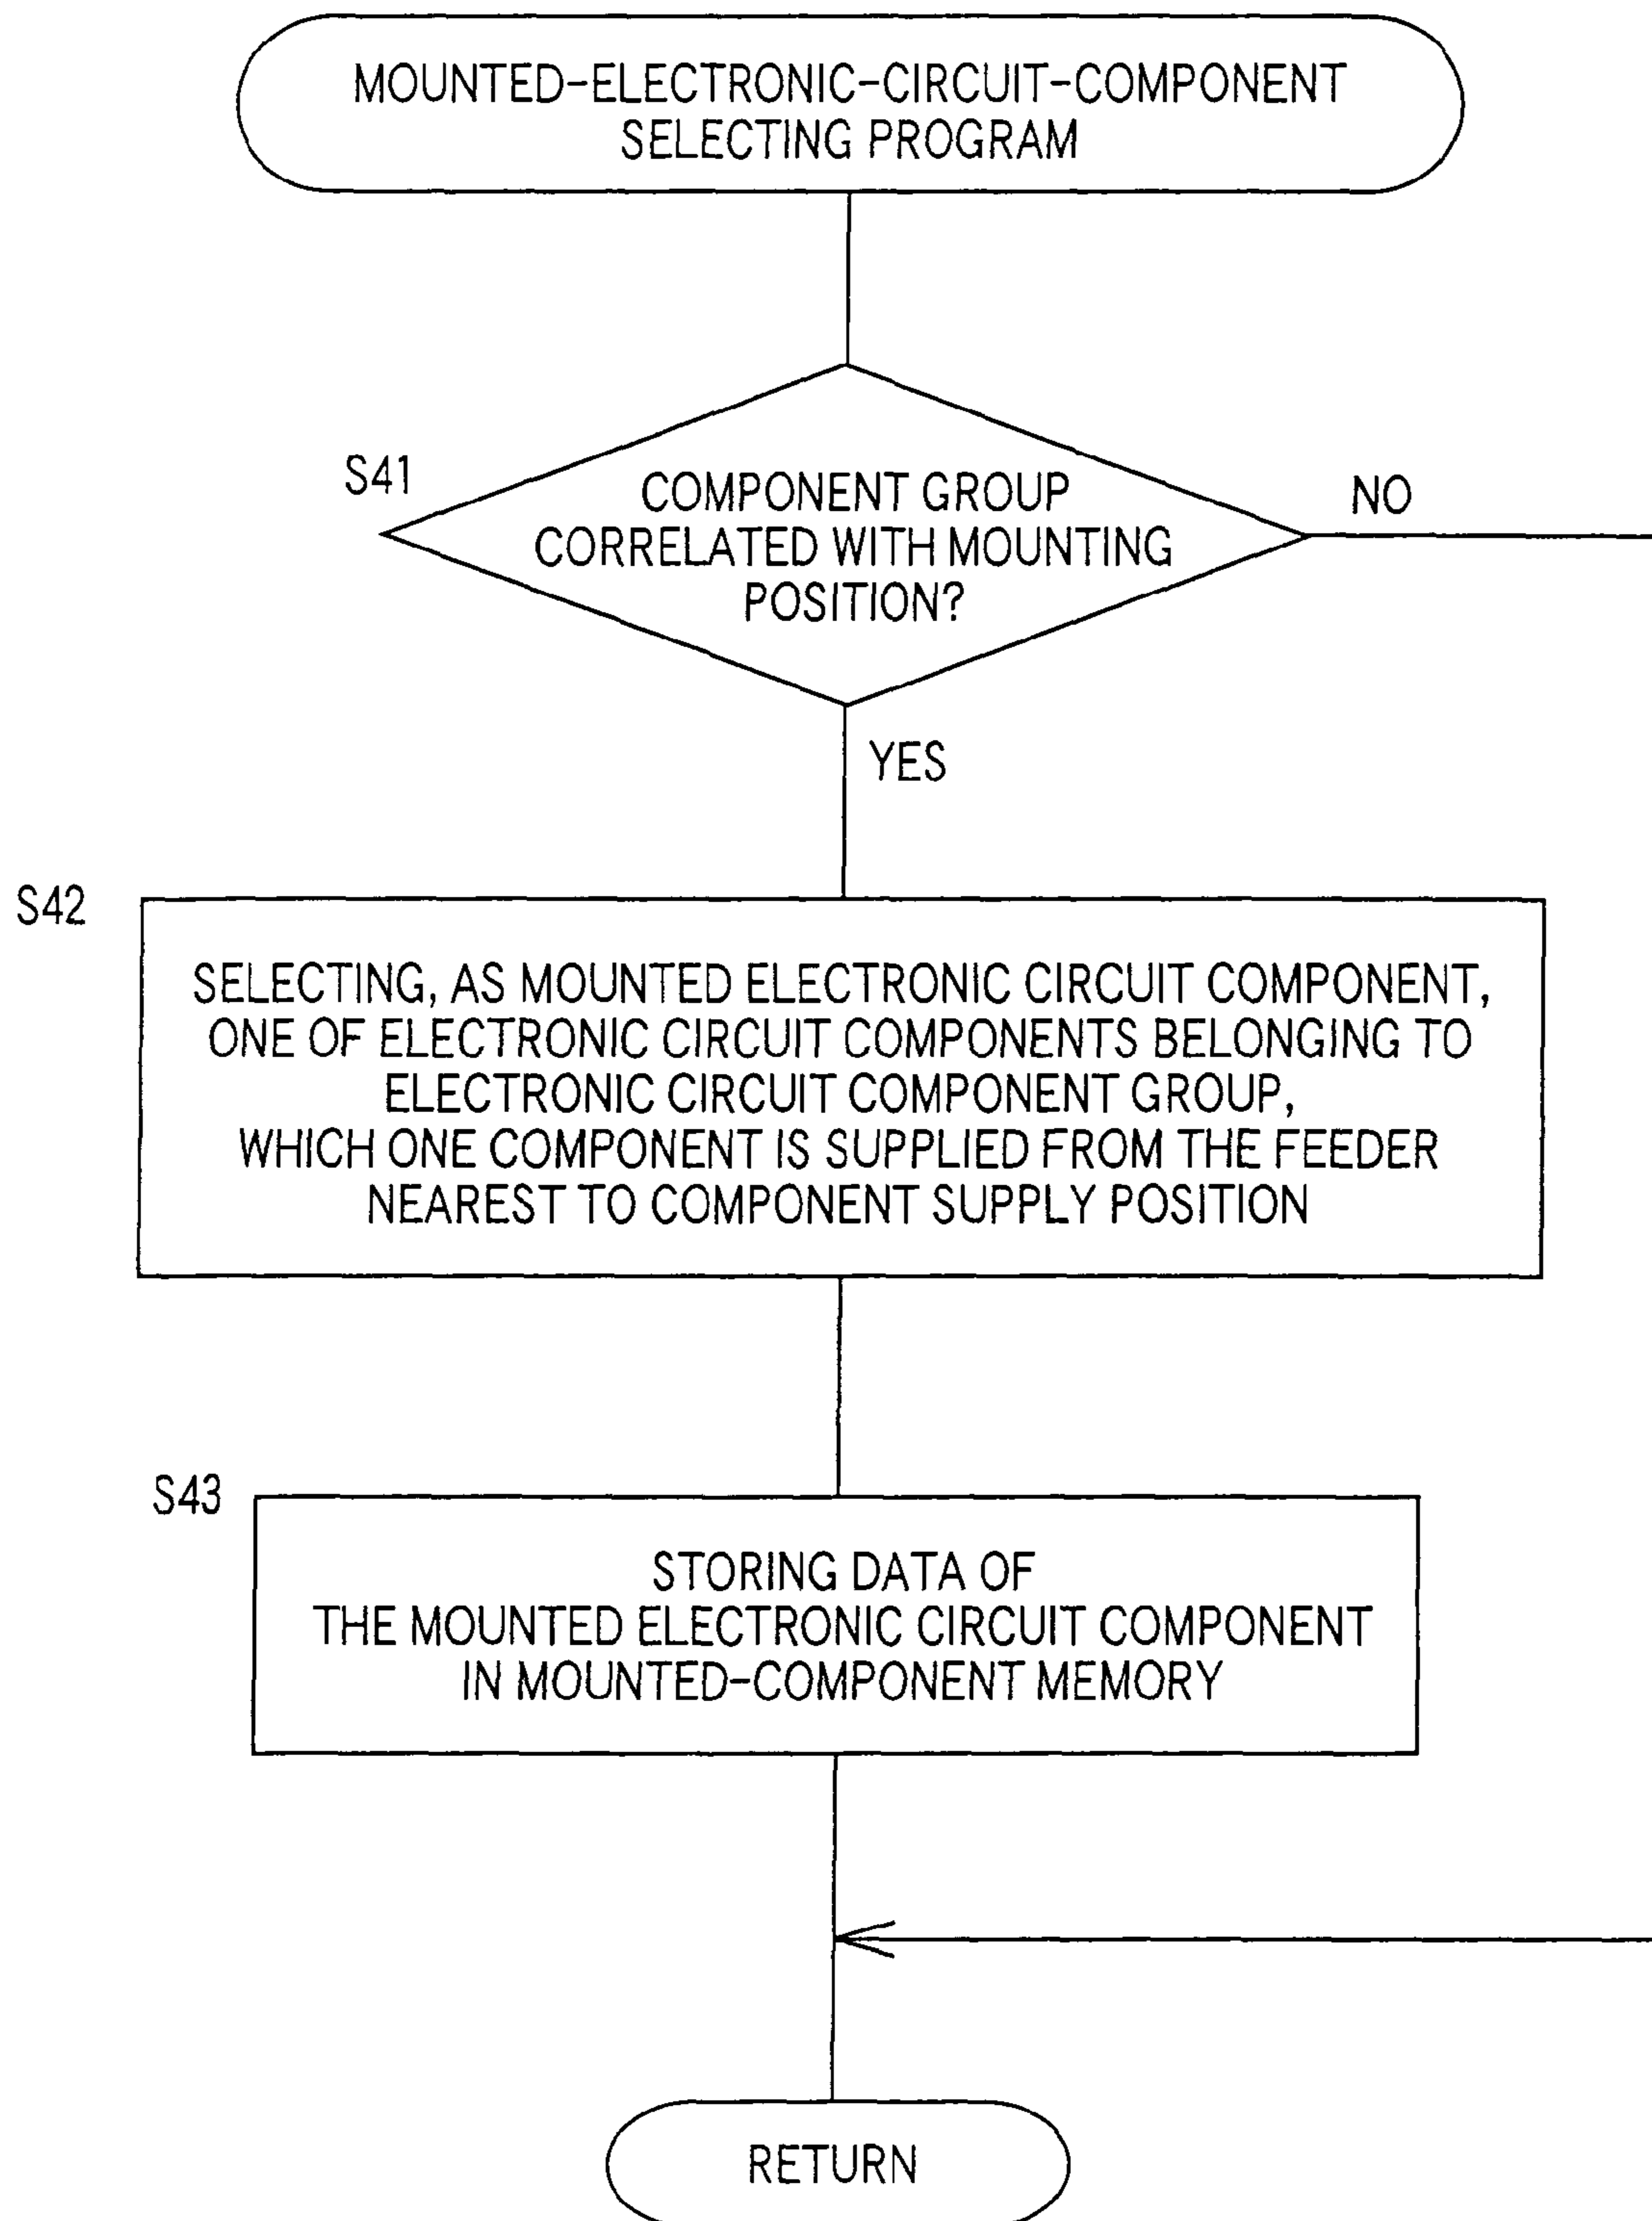 MOUNTED-ELECTRONIC-CIRCUIT-COMPONENT
SELECTING PROGRAM
S41
COMPONENT GROUP
CORRELATED WITH MOUNTING
POSITION?
NO
YES
S42
SELECTING, AS MOUNTED ELECTRONIC CIRCUIT COMPONENT,
ONE OF ELECTRONIC CIRCUIT COMPONENTS BELONGING TO
ELECTRONIC CIRCUIT COMPONENT GROUP,
WHICH ONE COMPONENT IS SUPPLIED FROM THE FEEDER
NEAREST TO COMPONENT SUPPLY POSITION
S43
STORING DATA OF
THE MOUNTED ELECTRONIC CIRCUIT COMPONENT
IN MOUNTED-COMPONENT MEMORY
RETURN